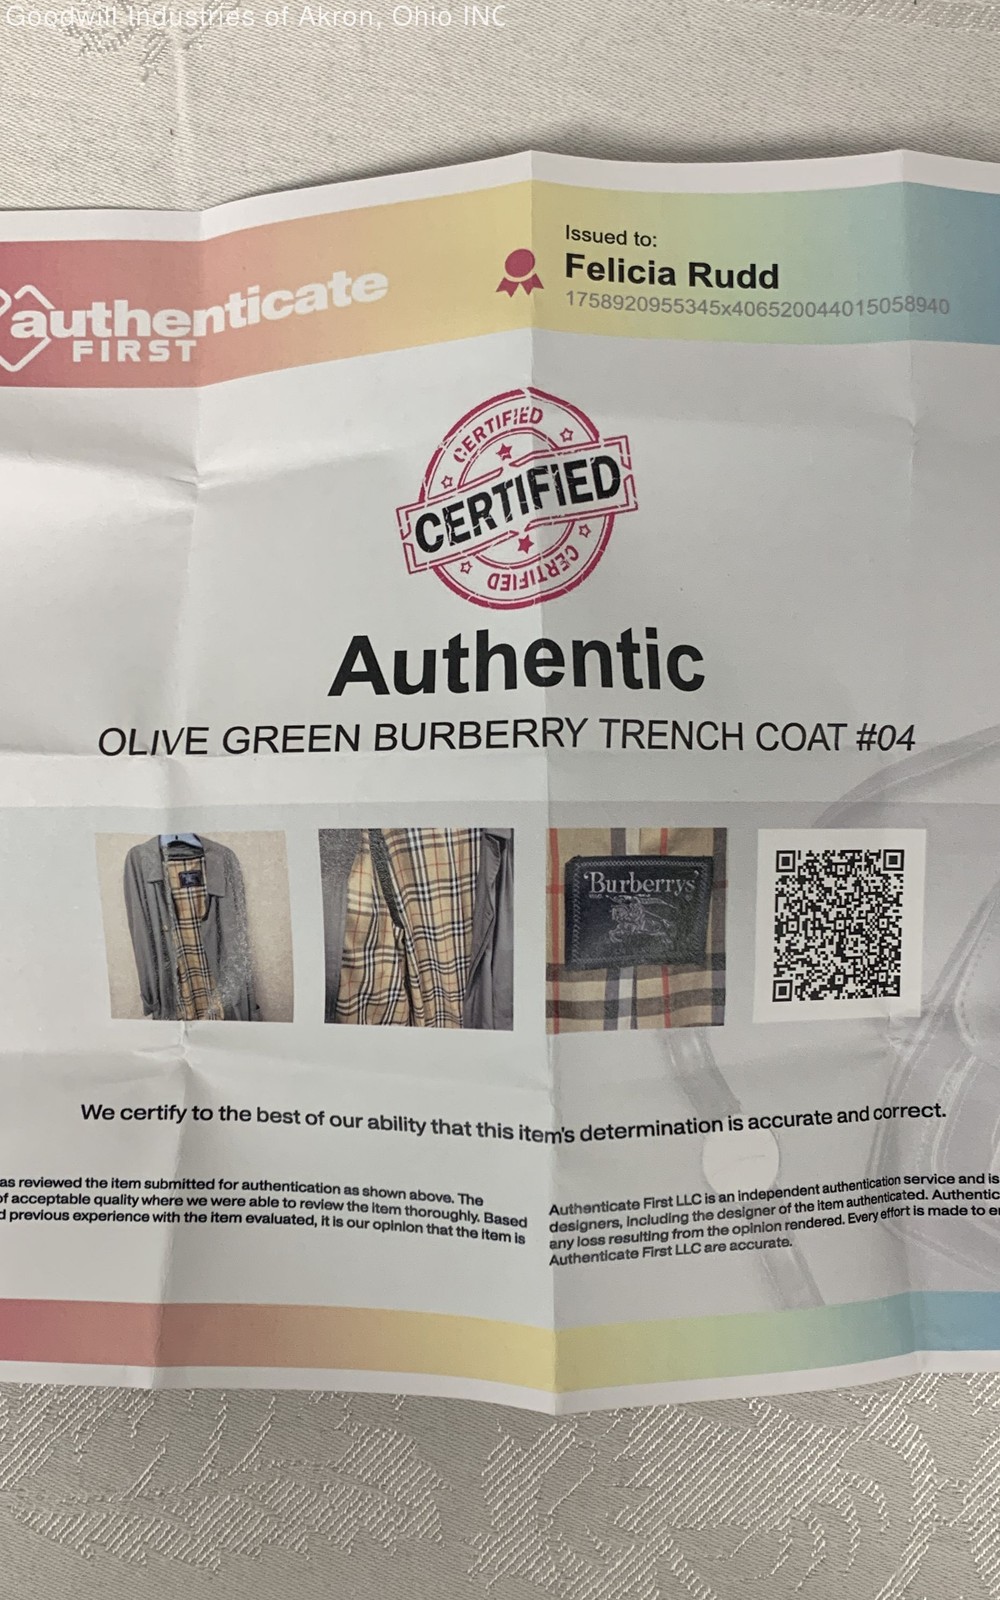 Goodwill Industries of Akron, Ohio INC
authenticate
FIRST
Issued to:
Felicia Rudd
1758920955345x406520044015058940
CERTIFIED
CERTIFIED
CERTIFIED
Authentic
OLIVE GREEN BURBERRY TRENCH COAT #04
Burberrys
We certify to the best of our ability that this item's determination is accurate and correct.
as reviewed the item submitted for authentication as shown above. The
of acceptable quality where we were able to review the item thoroughly. Based
d previous experience with the item evaluated, it is our opinion that the item is
Authenticate First LLC is an independent authentication service and is
designers, including the designer of the item authenticated. Authentic
any loss resulting from the opinion rendered. Every effort is made to e
Authenticate First LLC are accurate.